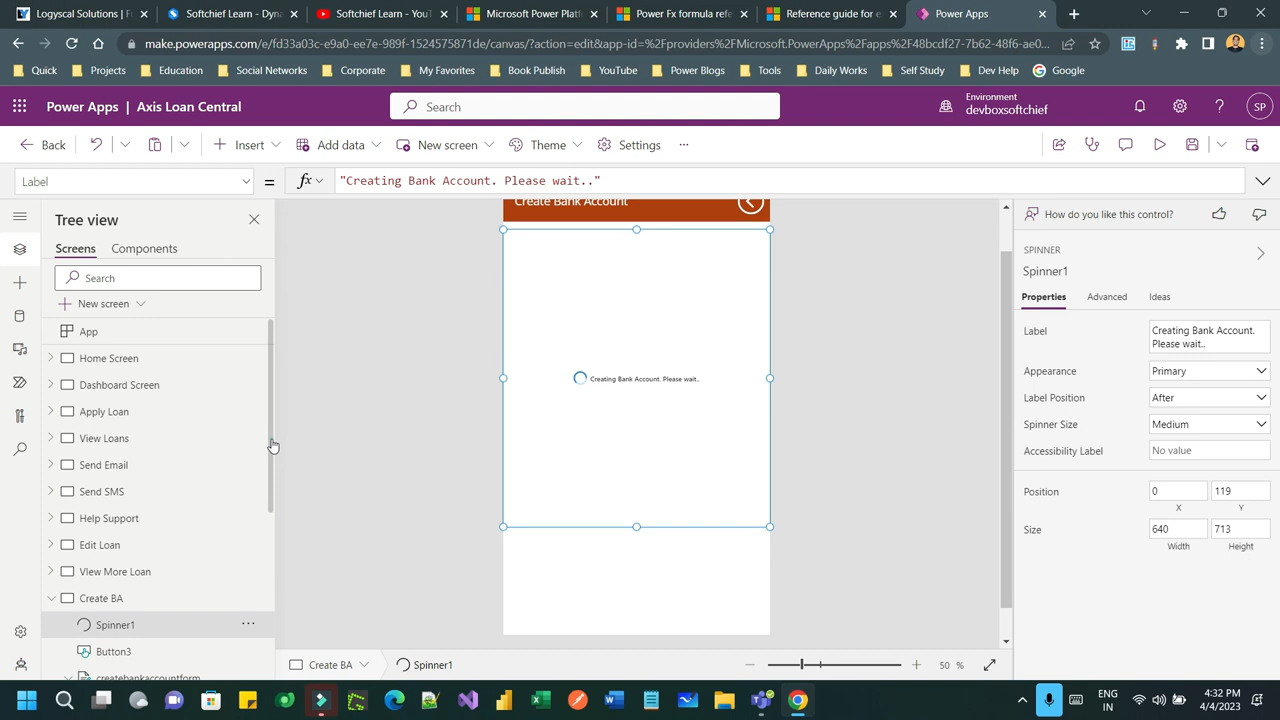 Logyscal Solutions | F
Softchief Learn - Dyna
Softchief Learn - YouT
Microsoft Power Platf
Power Fx formula refe
Reference guide for e
Power Apps
make.powerapps.com/e/fd33a03c-e9a0-ee7e-989f-1524575871de/canvas/?action=edit&app-id=%2Fproviders%2FMicrosoft.PowerApps%2Fapps%2F48bcdf27-7b62-48f6-ae0...
Quick Projects Education Social Networks Corporate My Favorites Book Publish YouTube Power Blogs Tools Daily Works Self Study Dev Help Google
Power Apps | Axis Loan Central
Search
Environment
devboxsoftchief
SP
Back Insert Add data New screen Theme Settings ...
Label = fx "Creating Bank Account. Please wait.."
Tree view
Screens Components
Search
New screen
App
Home Screen
Dashboard Screen
Apply Loan
View Loans
Send Email
Send SMS
Help Support
Edit Loan
VIew More Loan
Create BA
Spinner1 ...
Button3
createbankaccountform
Create Bank Account
Creating Bank Account. Please wait..
Create BA Spinner1
50 %
How do you like this control?
SPINNER
Spinner1
Properties Advanced Ideas
Label Creating Bank Account.
Please wait..
Appearance Primary
Label Position After
Spinner Size Medium
Accessibility Label No value
Position 0 119
X Y
Size 640 713
Width Height
ENG
IN
4:32 PM
4/4/2023